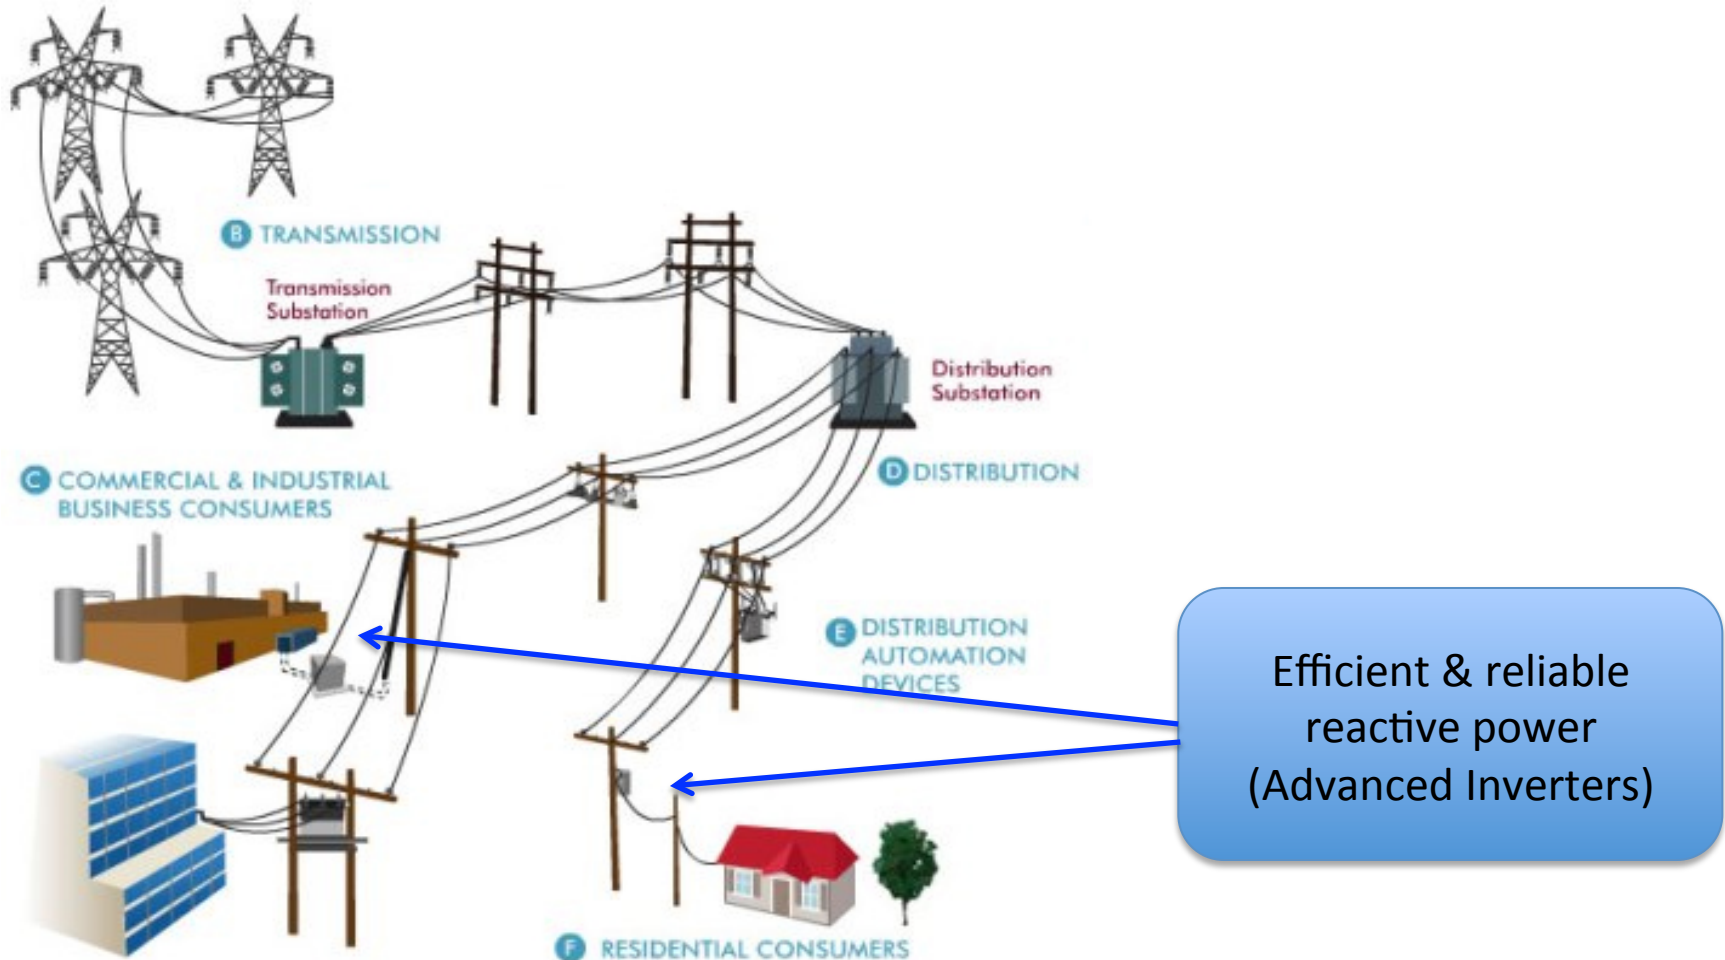 B TRANSMISSION
Transmission
Substation
Distribution
Substation
C COMMERCIAL & INDUSTRIAL
BUSINESS CONSUMERS
D DISTRIBUTION
E DISTRIBUTION
AUTOMATION
DEVICES
Efficient & reliable
reactive power
(Advanced Inverters)
F RESIDENTIAL CONSUMERS